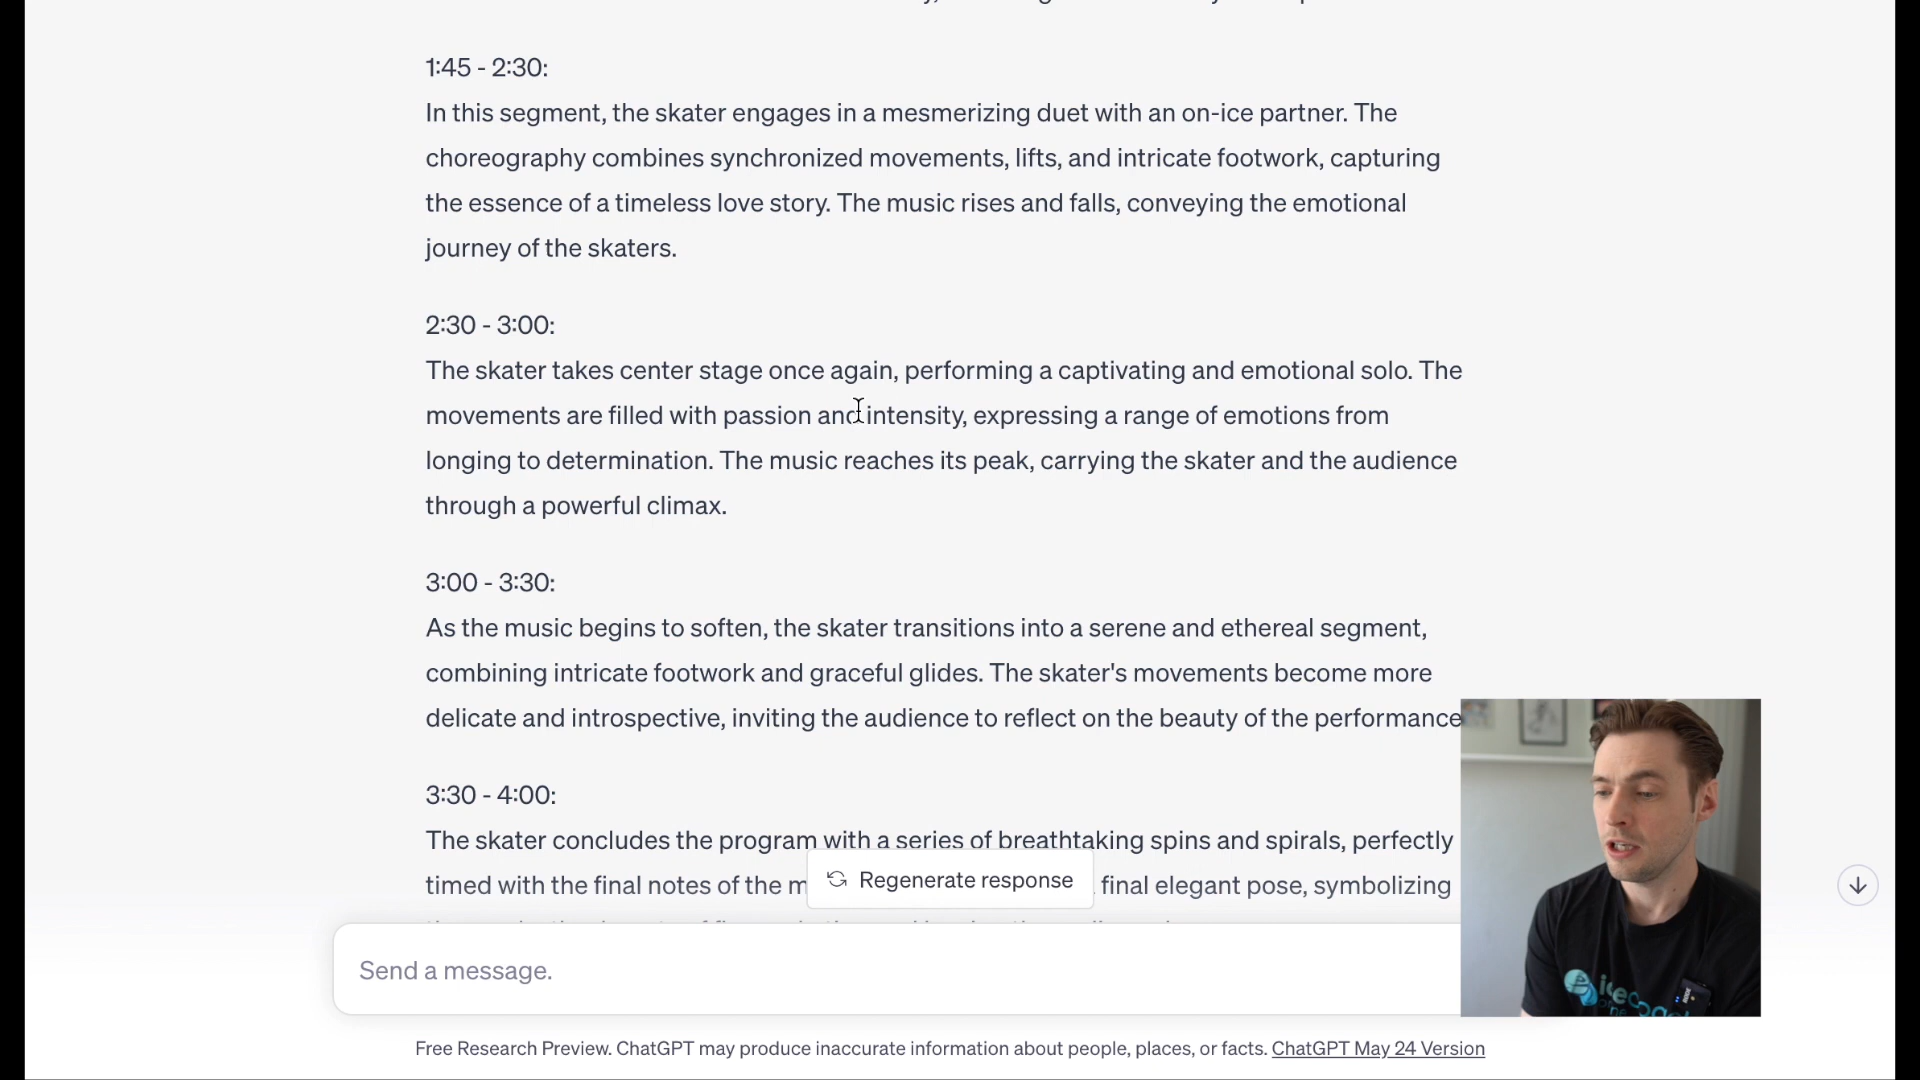 1:45 - 2:30:
In this segment, the skater engages in a mesmerizing duet with an on-ice partner. The
choreography combines synchronized movements, lifts, and intricate footwork, capturing
the essence of a timeless love story. The music rises and falls, conveying the emotional
journey of the skaters.
2:30 - 3:00:
The skater takes center stage once again, performing a captivating and emotional solo. The
movements are filled with passion and intensity, expressing a range of emotions from
longing to determination. The music reaches its peak, carrying the skater and the audience
through a powerful climax.
3:00 - 3:30:
As the music begins to soften, the skater transitions into a serene and ethereal segment,
combining intricate footwork and graceful glides. The skater's movements become more
delicate and introspective, inviting the audience to reflect on the beauty of the performance
3:30 - 4:00:
The skater concludes the program with a series of breathtaking spins and spirals, perfectly
timed with the final notes of the final elegant pose, symbolizing
Regenerate response
Send a message.
Free Research Preview. ChatGPT may produce inaccurate information about people, places, or facts. ChatGPT May 24 Version